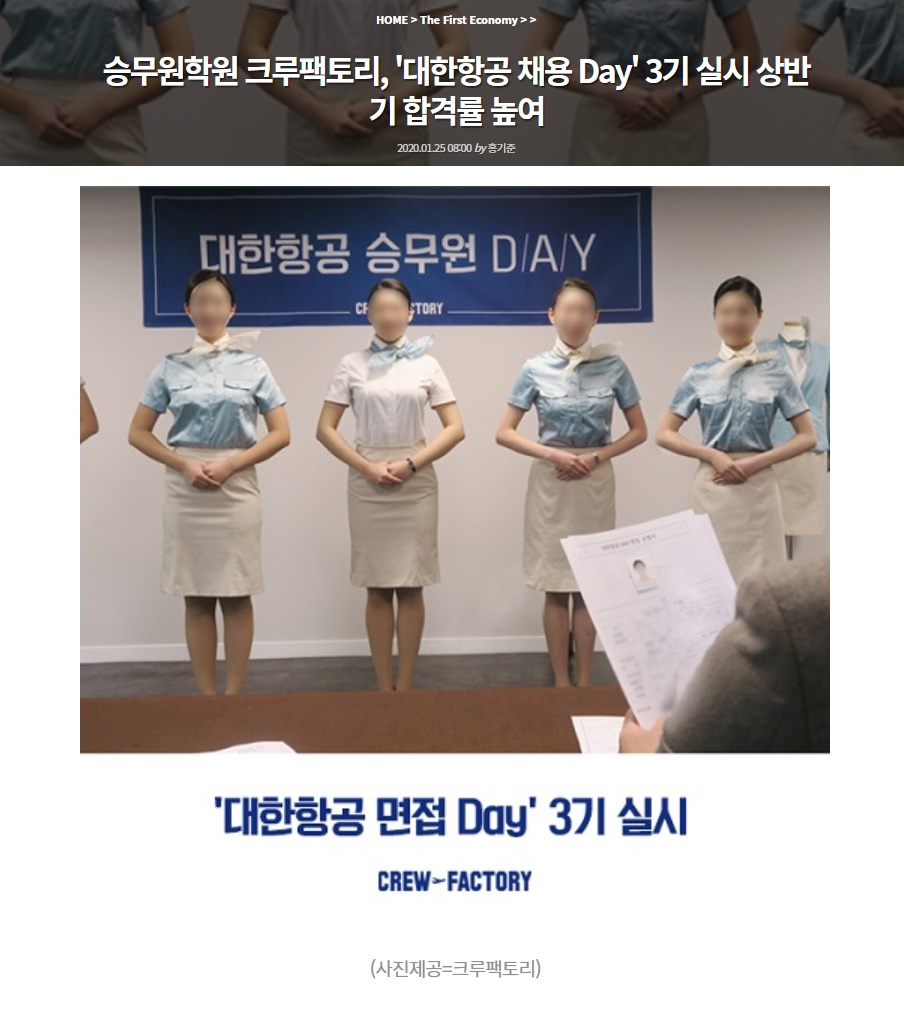 HOME > The First Economy > >
승무원학원 크루팩토리, '대한항공 채용 Day' 3기 실시 상반
기 합격률 높여
2020.01.25 08:00 by 홍기준
대한항공 승무원 D/A/Y
'대한항공 면접 Day' 3기 실시
CREW FACTORY
(사진제공=크루팩토리)